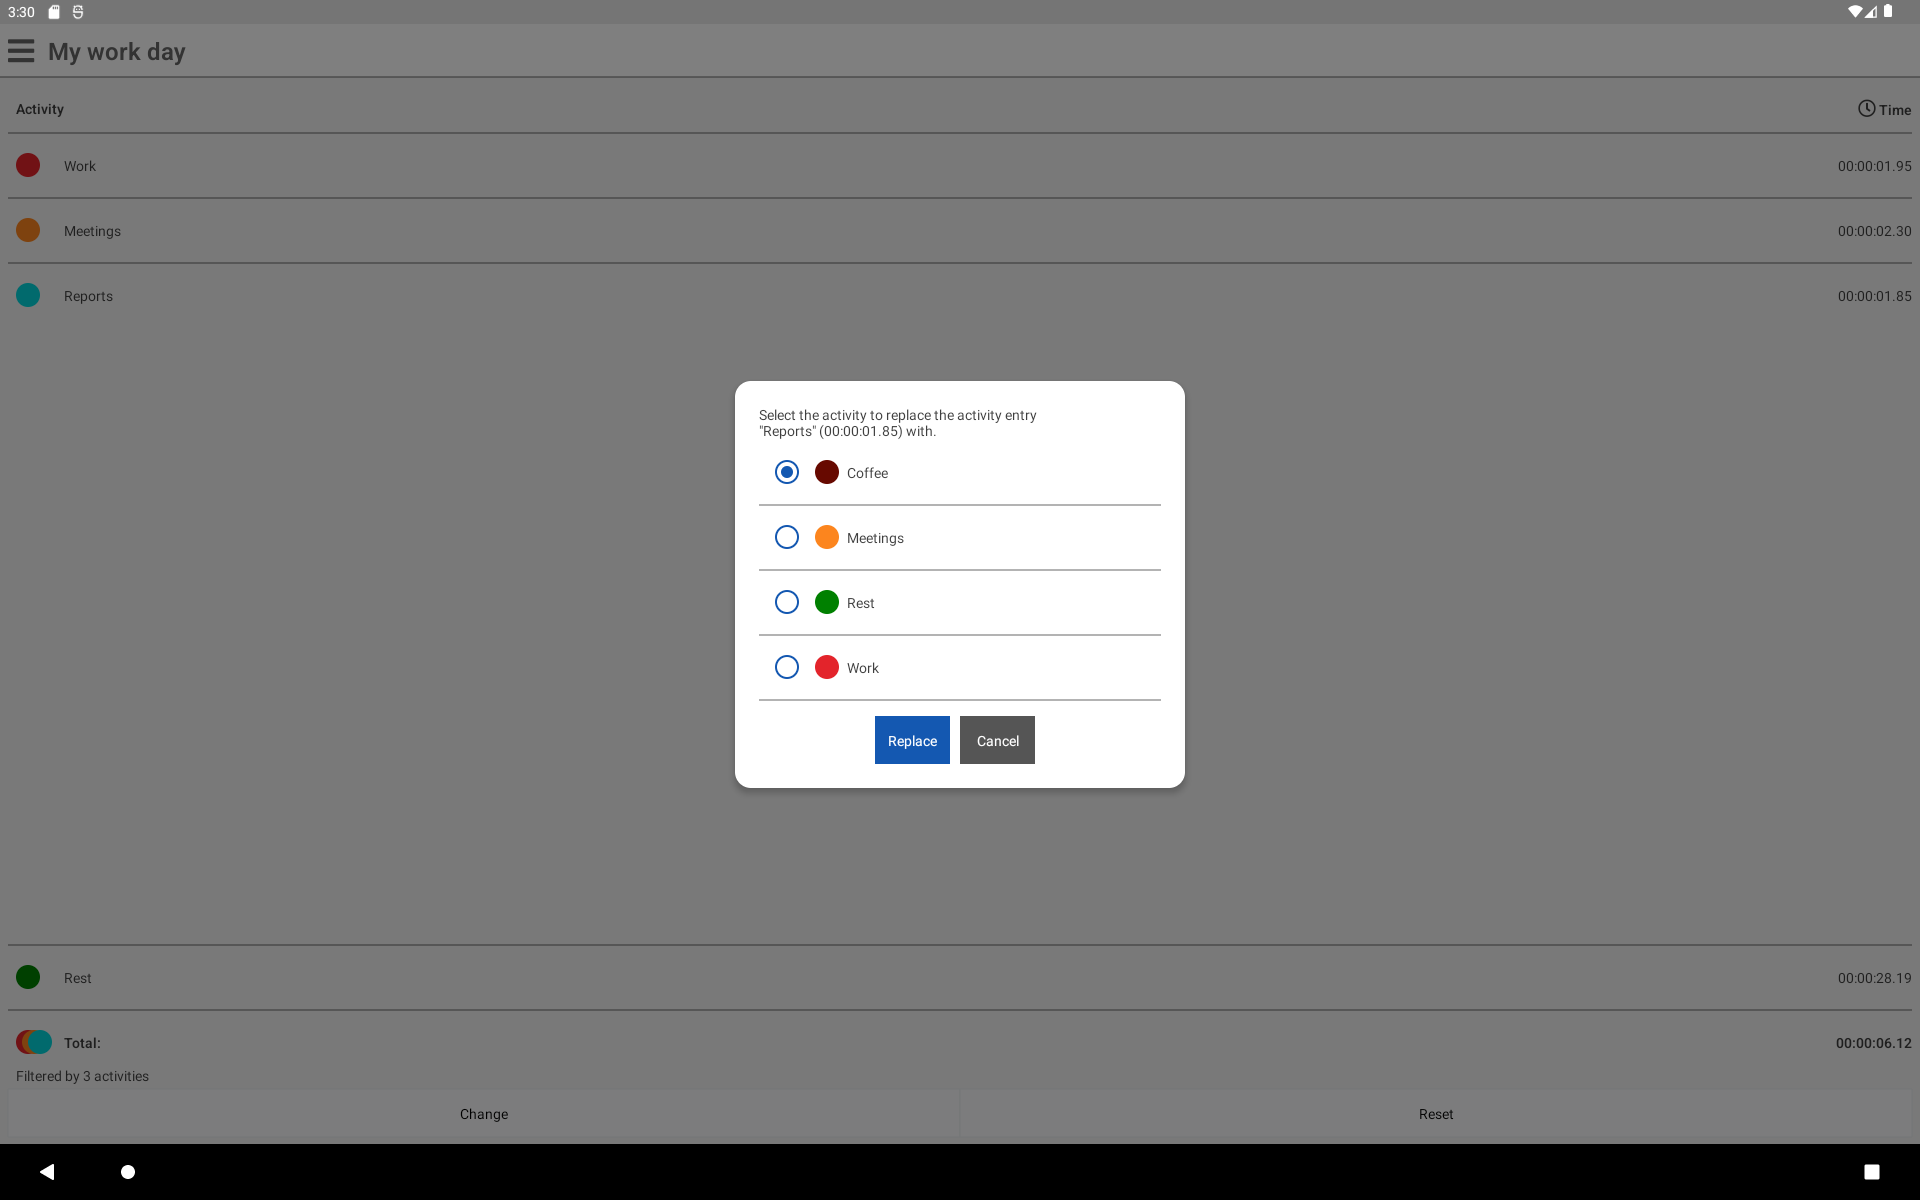 3:30
My work day
Activity
Time
Work
00:00:01.95
Meetings
00:00:02.30
Reports
00:00:01.85
Select the activity to replace the activity entry
"Reports" (00:00:01.85) with.
Coffee
Meetings
Rest
Work
Replace
Cancel
Rest
00:00:28.19
Total:
00:00:06.12
Filtered by 3 activities
Change
Reset